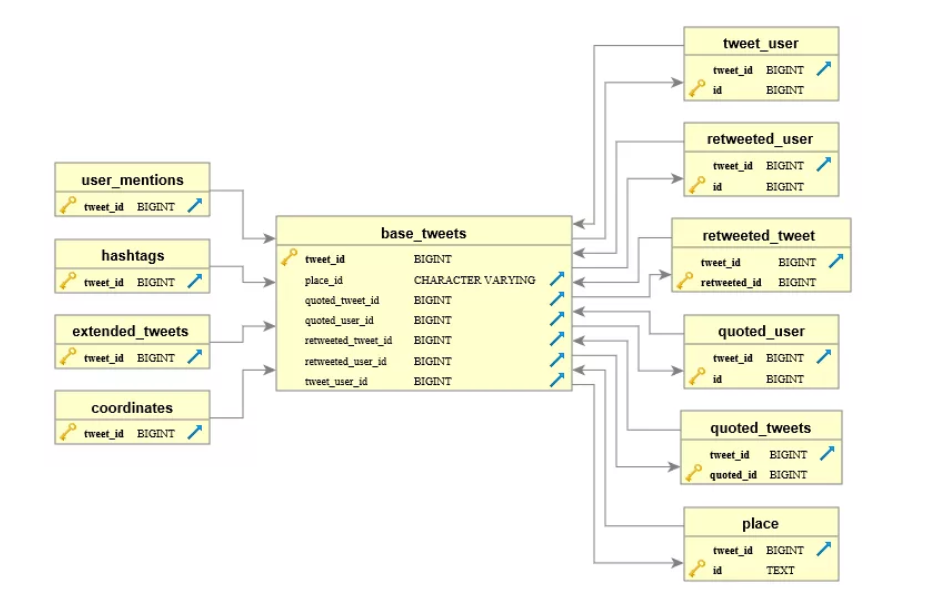 user_mentions
tweet_id BIGINT
hashtags
tweet_id BIGINT
extended_tweets
tweet_id BIGINT
coordinates
tweet_id BIGINT
base_tweets
tweet_id BIGINT
place_id CHARACTER VARYING
quoted_tweet_id BIGINT
quoted_user_id BIGINT
retweeted_tweet_id BIGINT
retweeted_user_id BIGINT
tweet_user_id BIGINT
tweet_user
tweet_id BIGINT
id BIGINT
retweeted_user
tweet_id BIGINT
id BIGINT
retweeted_tweet
tweet_id BIGINT
retweeted_id BIGINT
quoted_user
tweet_id BIGINT
id BIGINT
quoted_tweets
tweet_id BIGINT
quoted_id BIGINT
place
tweet_id BIGINT
id TEXT